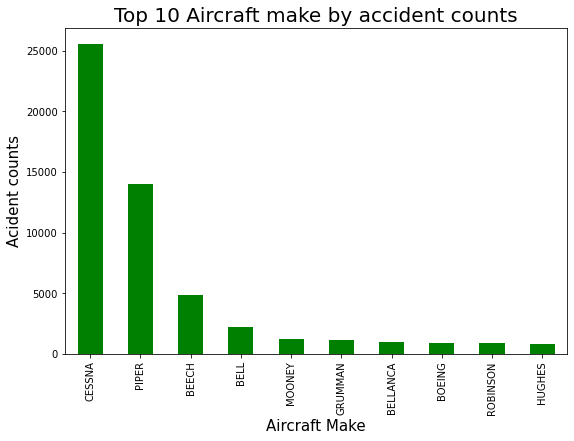 Top 10 Aircraft make by accident counts
Acident counts
25000
20000
15000
10000
5000
0
CESSNA
PIPER
BEECH
BELL
MOONEY
GRUMMAN
BELLANCA
BOEING
ROBINSON
HUGHES
Aircraft Make